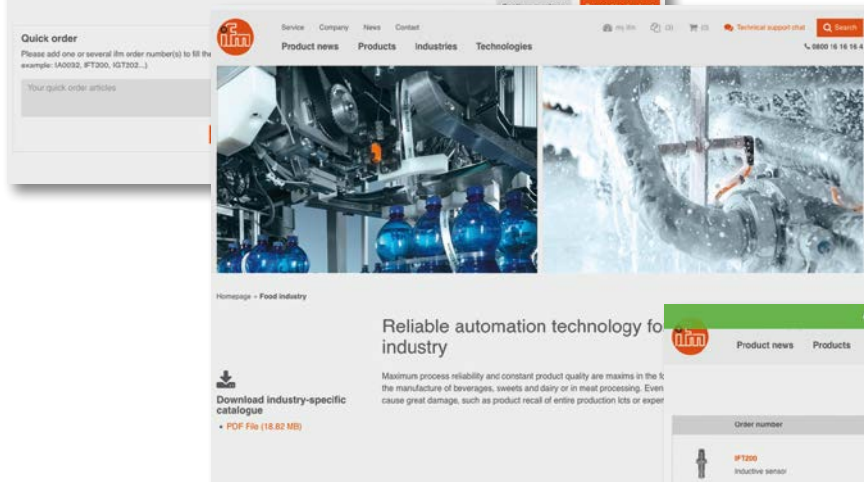 Quick order
Please add one or several ifm order number(s) to fill the
example: IA0032, IFT200, IGT202...)
Your quick order articles
ifm
Service Company News Contact
my ifm (3) (0) Technical support chat Search
Product news Products Industries Technologies
0800 16 16 16 4
Homepage » Food industry
Reliable automation technology fo
industry
Maximum process reliability and constant product quality are maxims in the fo
the manufacture of beverages, sweets and dairy or in meat processing. Even
cause great damage, such as product recall of entire production lots or exper
Download industry-specific
catalogue
• PDF File (18.82 MB)
ifm
Product news Products
Order number
IFT200
Inductive sensor